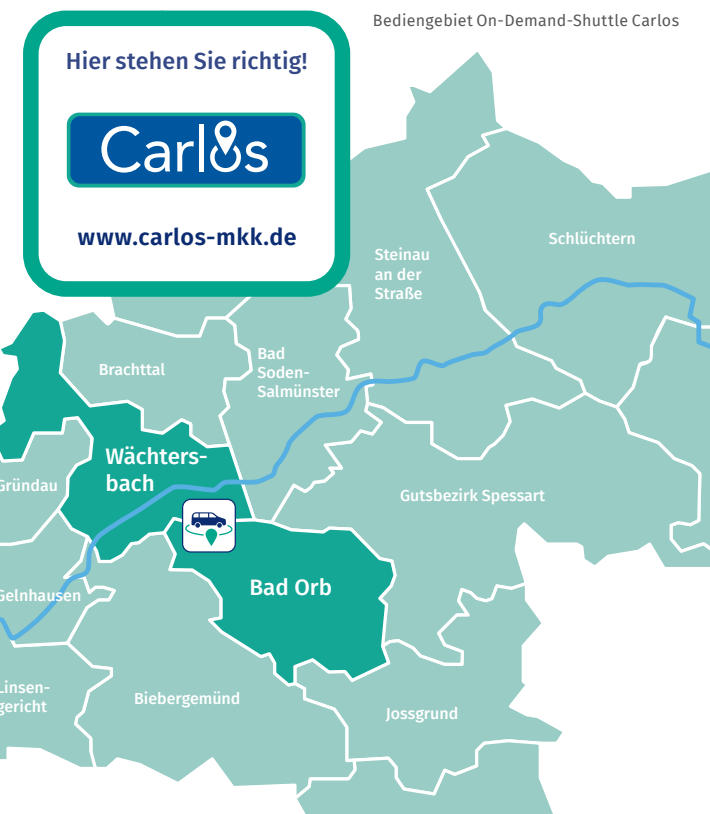 Bediengebiet On-Demand-Shuttle Carlos
Hier stehen Sie richtig!
Carlos
www.carlos-mkk.de
Steinau
an der
Straße
Schlüchtern
Brachttal
Bad
Soden-
Salmünster
Wächters-
bach
Gründau
Gutsbezirk Spessart
Gelnhausen
Bad Orb
Linsen-
gericht
Biebergemünd
Jossgrund